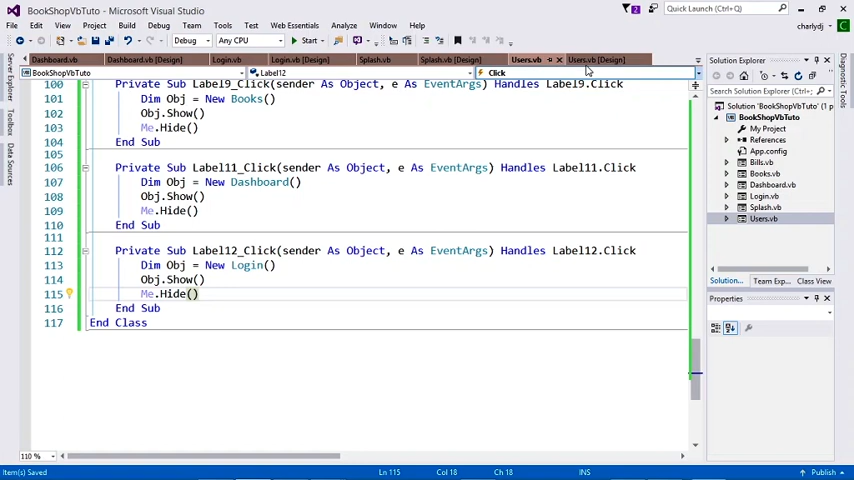 BookShopVbTuto - Microsoft Visual Studio
Quick Launch (Ctrl+Q)
File Edit View Project Build Debug Team Tools Test Web Essentials Analyze Window Help
charlydj
Debug Any CPU Start
Dashboard.vb Dashboard.vb [Design] Login.vb Login.vb [Design] Splash.vb Splash.vb [Design] Users.vb Users.vb [Design]
BookShopVbTuto Label12 Click
Server Explorer
Toolbox
Data Sources
100 Private Sub Label9_Click(sender As Object, e As EventArgs) Handles Label9.Click
101 Dim Obj = New Books()
102 Obj.Show()
103 Me.Hide()
104 End Sub
105
106 Private Sub Label11_Click(sender As Object, e As EventArgs) Handles Label11.Click
107 Dim Obj = New Dashboard()
108 Obj.Show()
109 Me.Hide()
110 End Sub
111
112 Private Sub Label12_Click(sender As Object, e As EventArgs) Handles Label12.Click
113 Dim Obj = New Login()
114 Obj.Show()
115 Me.Hide()
116 End Sub
117 End Class
110 %
Solution Explorer
Search Solution Explorer (Ctrl+;)
Solution 'BookShopVbTuto' (1 p
BookShopVbTuto
My Project
References
App.config
Bills.vb
Books.vb
Dashboard.vb
Login.vb
Splash.vb
Users.vb
Solution... Team Exp... Class View
Properties
Diagnostic Tools
Item(s) Saved Ln 115 Col 18 Ch 18 INS Publish